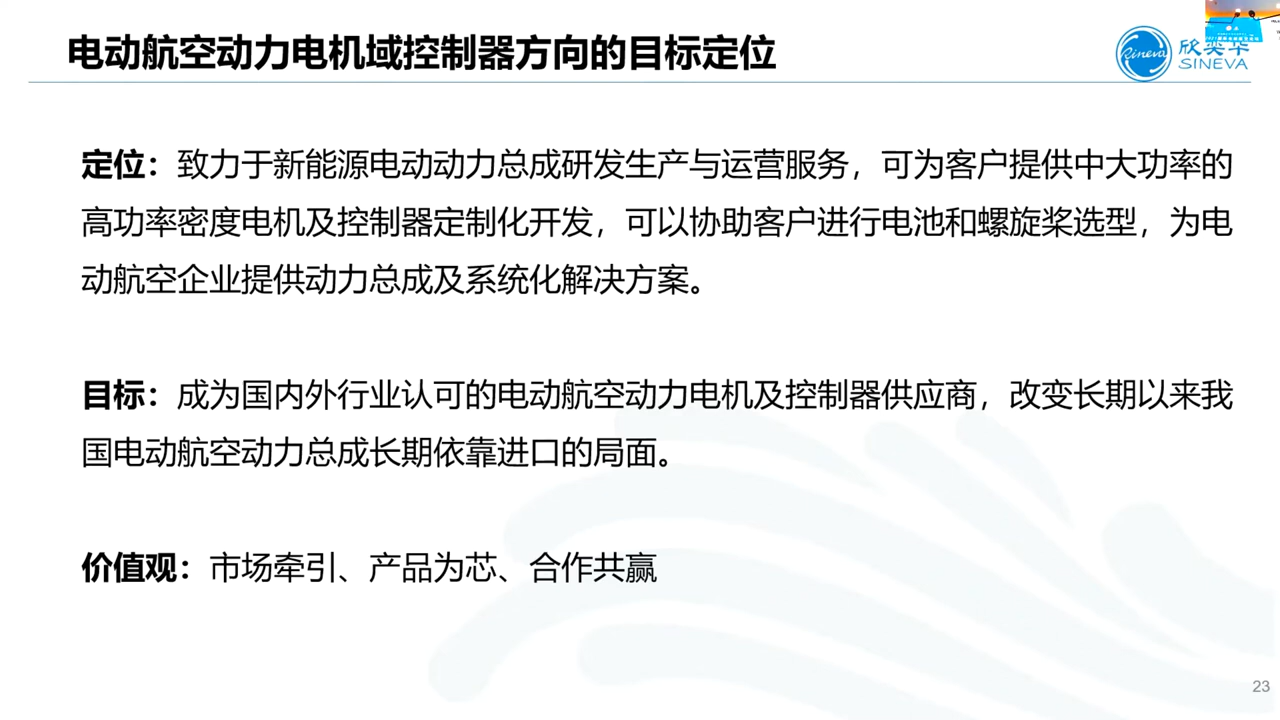 电动航空动力电机域控制器方向的目标定位
Rineva
欣奕华
SINEVA
定位：致力于新能源电动动力总成研发生产与运营服务，可为客户提供中大功率的
高功率密度电机及控制器定制化开发，可以协助客户进行电池和螺旋桨选型，为电
动航空企业提供动力总成及系统化解决方案。
目标：成为国内外行业认可的电动航空动力电机及控制器供应商，改变长期以来我
国电动航空动力总成长期依靠进口的局面。
价值观：市场牵引、产品为芯、合作共赢
23